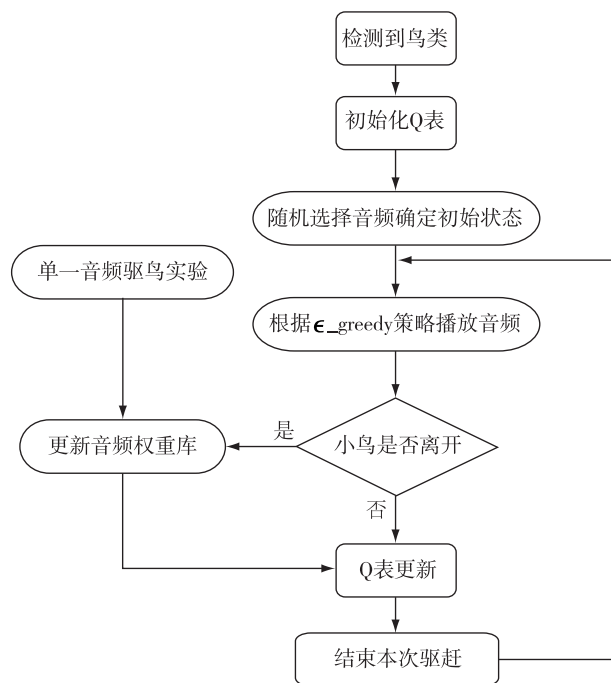 检测到鸟类
初始化Q表
随机选择音频确定初始状态
单一音频驱鸟实验
根据ϵ_greedy策略播放音频
是
小鸟是否离开
更新音频权重库
否
Q表更新
结束本次驱赶